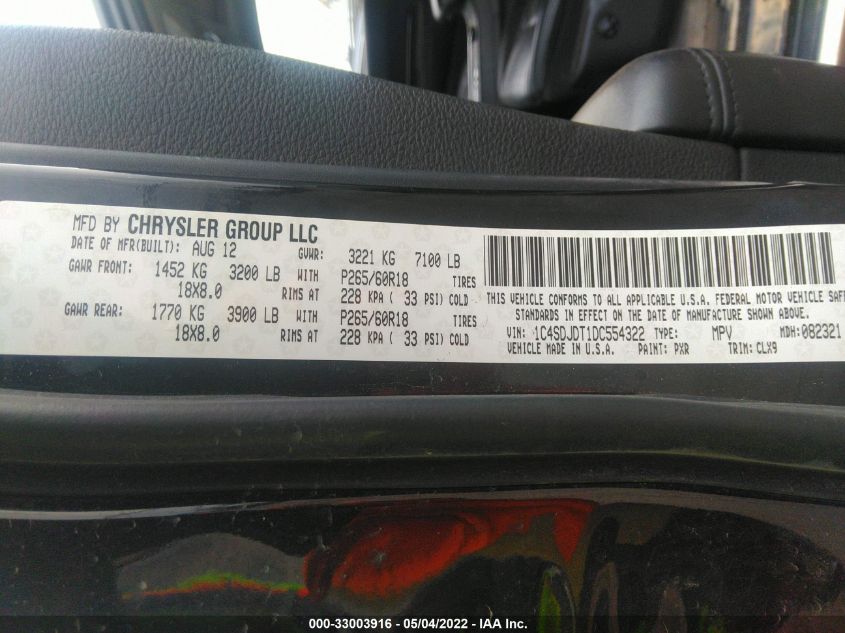 MFD BY CHRYSLER GROUP LLC
DATE OF MFR(BUILT): AUG 12 GVWR: 3221 KG 7100 LB
GAWR FRONT: 1452 KG 3200 LB WITH P265/60R18 TIRES
18X8.0 RIMS AT 228 KPA ( 33 PSI) COLD
GAWR REAR: 1770 KG 3900 LB WITH P265/60R18 TIRES
18X8.0 RIMS AT 228 KPA ( 33 PSI) COLD
THIS VEHICLE CONFORMS TO ALL APPLICABLE U.S.A. FEDERAL MOTOR VEHICLE SAF
STANDARDS IN EFFECT ON THE DATE OF MANUFACTURE SHOWN ABOVE.
VIN: 1C4SDJDT1DC554322 TYPE: MPV MDH: 082321
VEHICLE MADE IN U.S.A. PAINT: PXR TRIM: CLX9
000-33003916 - 05/04/2022 - IAA Inc.